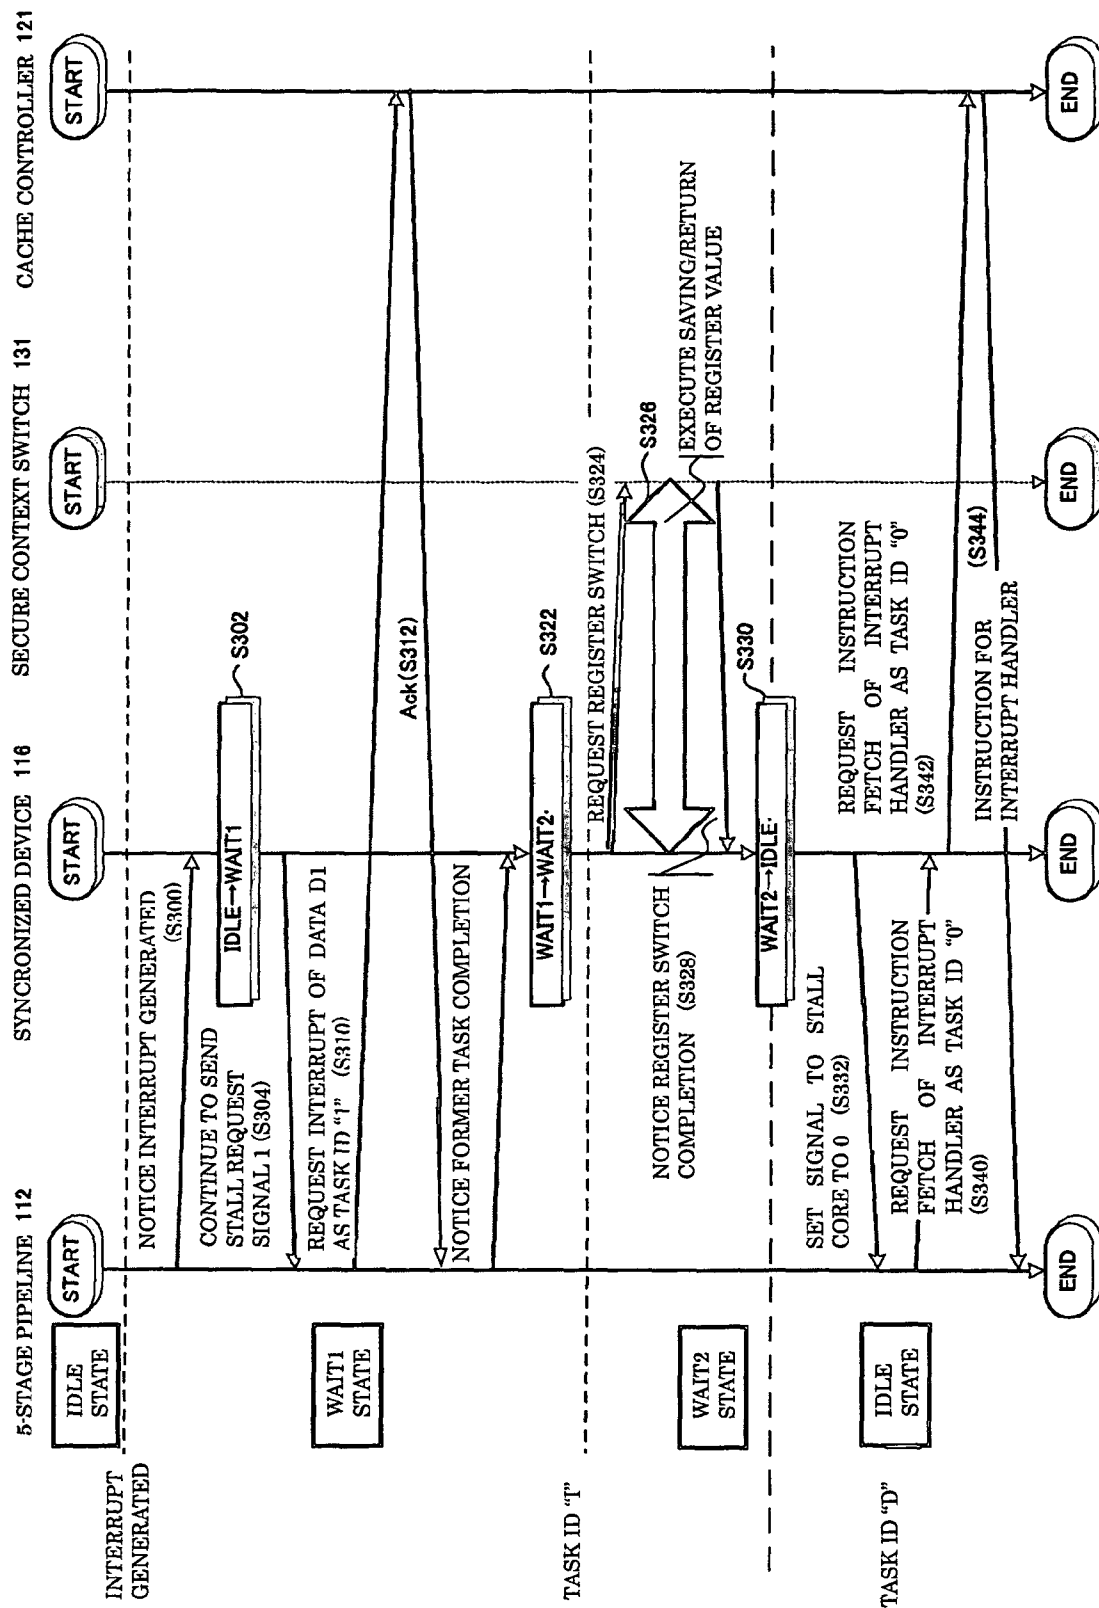 5-STAGE PIPELINE 112
SYNCRONIZED DEVICE 116
SECURE CONTEXT SWITCH 131
CACHE CONTROLLER 121
START
START
START
START
IDLE
STATE
INTERRUPT
GENERATED
NOTICE INTERRUPT GENERATED
(S300)
IDLE→WAIT1
S302
CONTINUE TO SEND
STALL REQUEST
SIGNAL 1 (S304)
WAIT1
STATE
REQUEST INTERRUPT OF DATA D1
AS TASK ID "1" (S310)
Ack(S312)
NOTICE FORMER TASK COMPLETION
WAIT1→WAIT2·
S322
TASK ID "T"
REQUEST REGISTER SWITCH (S324)
S326
EXECUTE SAVING/RETURN
OF REGISTER VALUE
WAIT2
STATE
NOTICE REGISTER SWITCH
COMPLETION (S328)
WAIT2→IDLE·
S330
SET SIGNAL TO STALL
CORE TO 0 (S332)
IDLE
STATE
TASK ID "D"
REQUEST INSTRUCTION
FETCH OF INTERRUPT
HANDLER AS TASK ID "0"
(S340)
REQUEST INSTRUCTION
FETCH OF INTERRUPT
HANDLER AS TASK ID "0"
(S342)
(S344)
INSTRUCTION FOR
INTERRUPT HANDLER
END
END
END
END